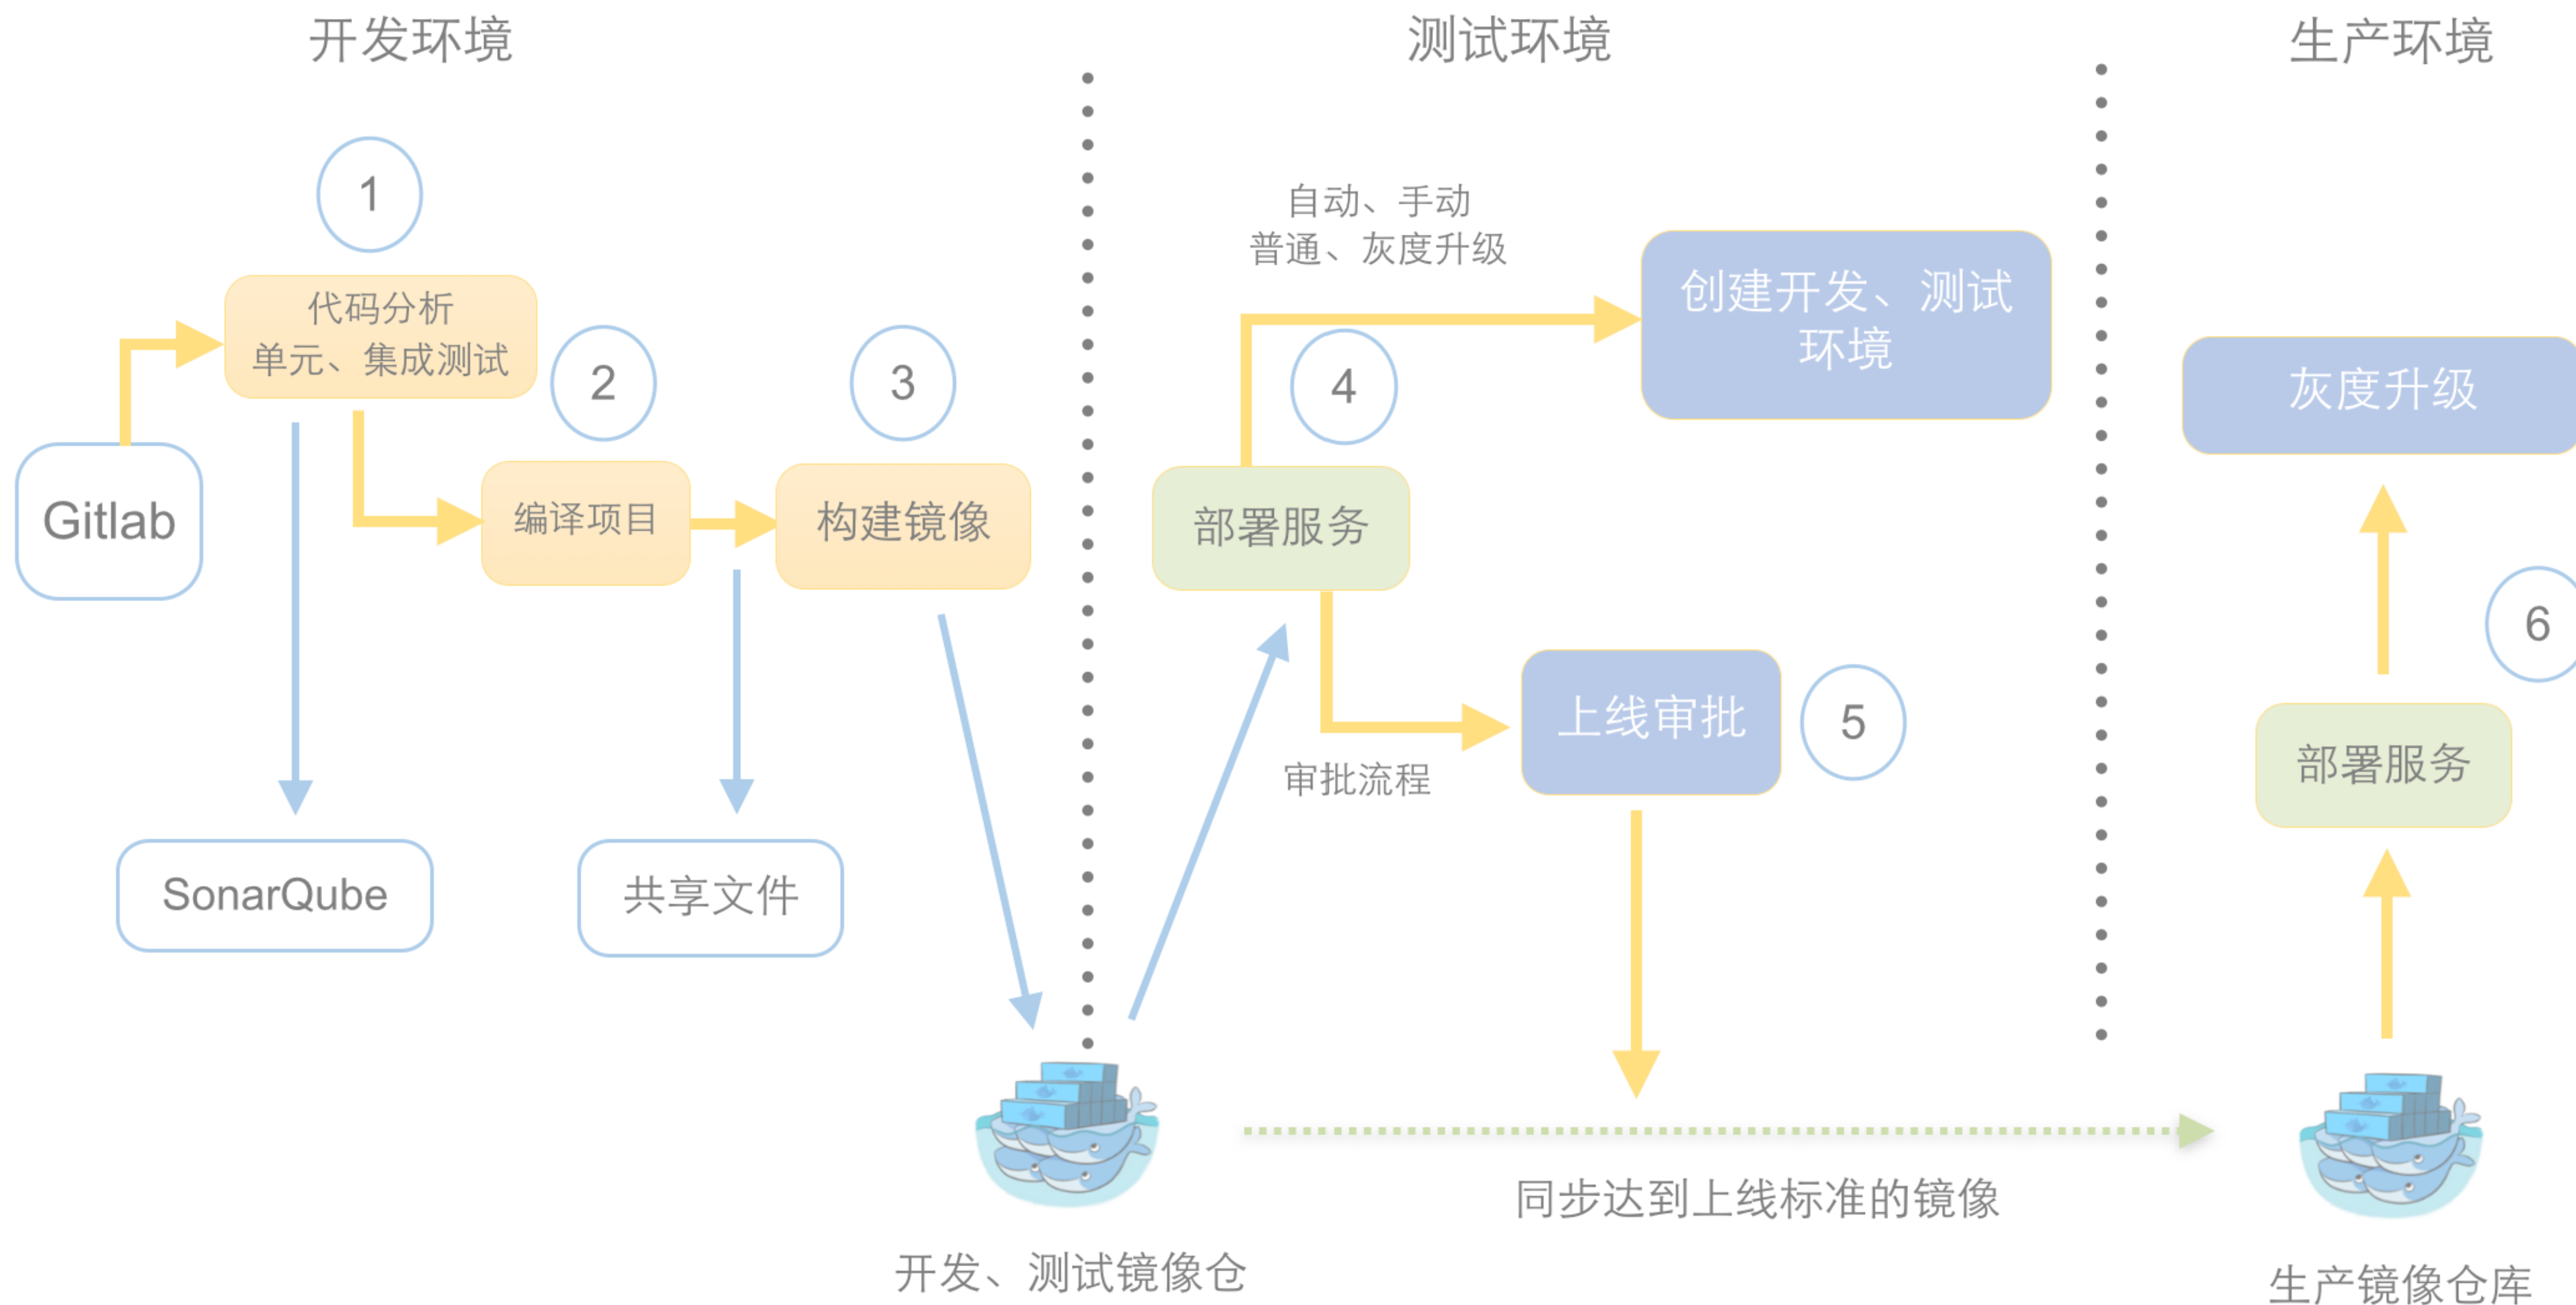 开发环境
测试环境
生产环境
1
代码分析
单元、集成测试
2
3
Gitlab
编译项目
构建镜像
SonarQube
共享文件
自动、手动
普通、灰度升级
创建开发、测试
环境
4
部署服务
上线审批
5
审批流程
灰度升级
6
部署服务
同步达到上线标准的镜像
开发、测试镜像仓
生产镜像仓库